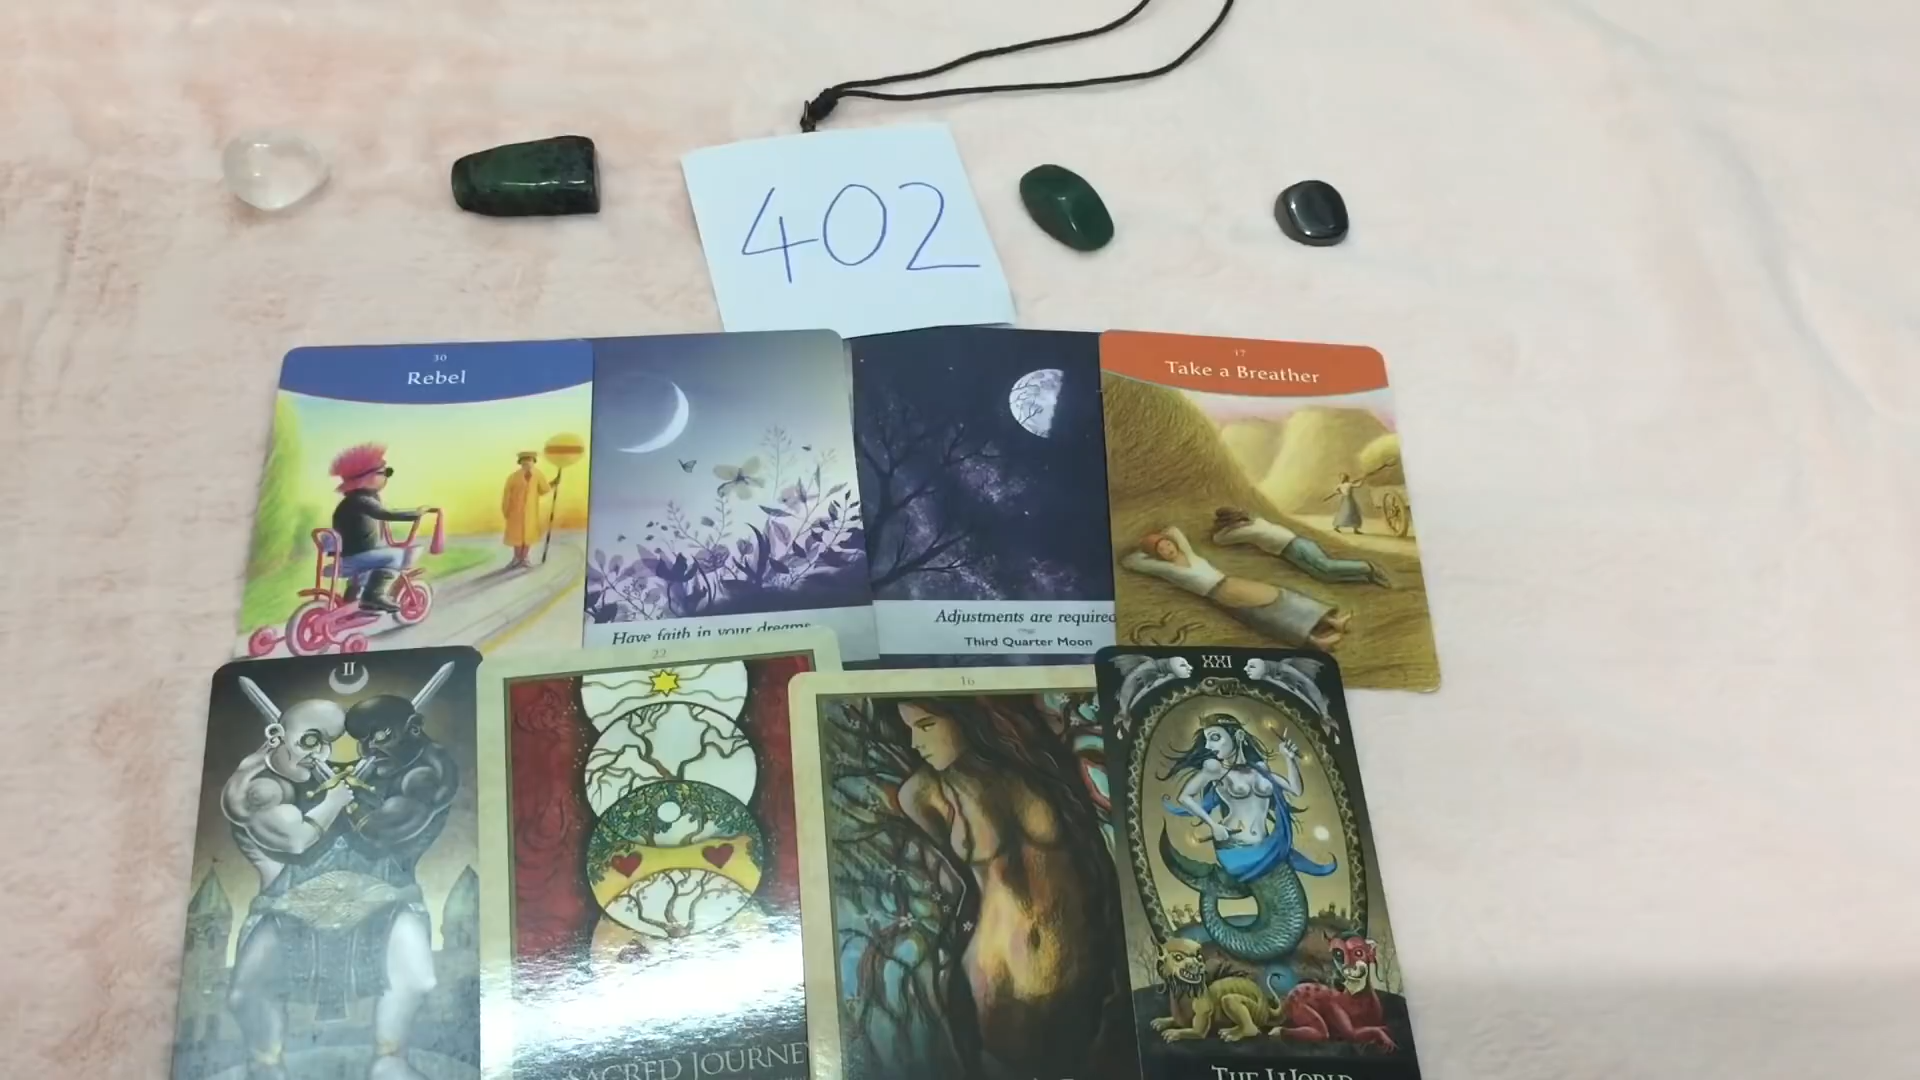 402
30
Rebel
Have faith in your dreams
Adjustments are required
Third Quarter Moon
17
Take a Breather
II
22
SACRED JOURNEY
16
XXI
THE WORLD